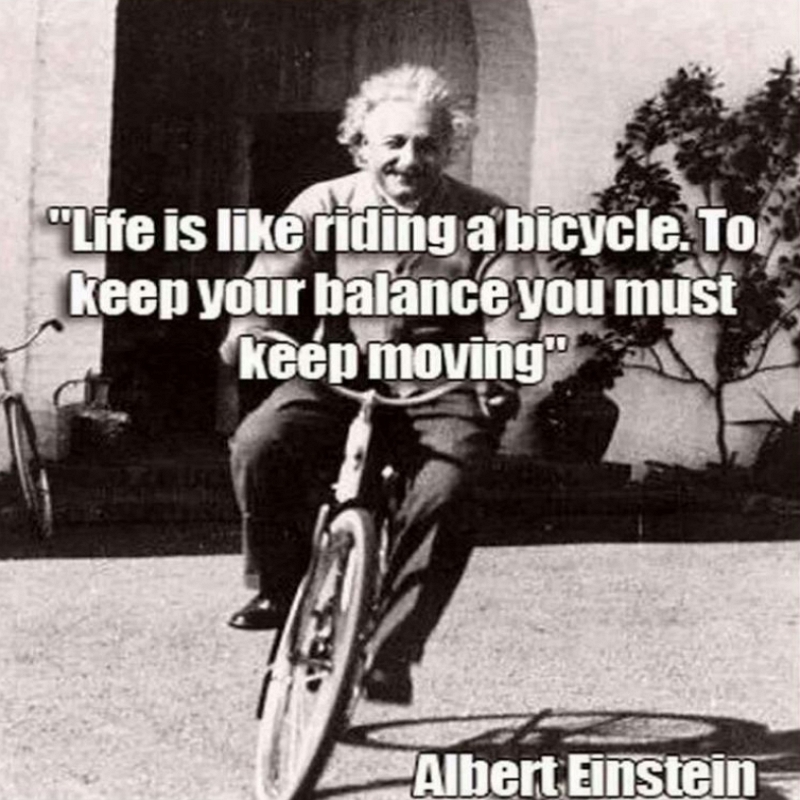 "Life is like riding a bicycle. To
keep your balance you must
keep moving"
Albert Einstein